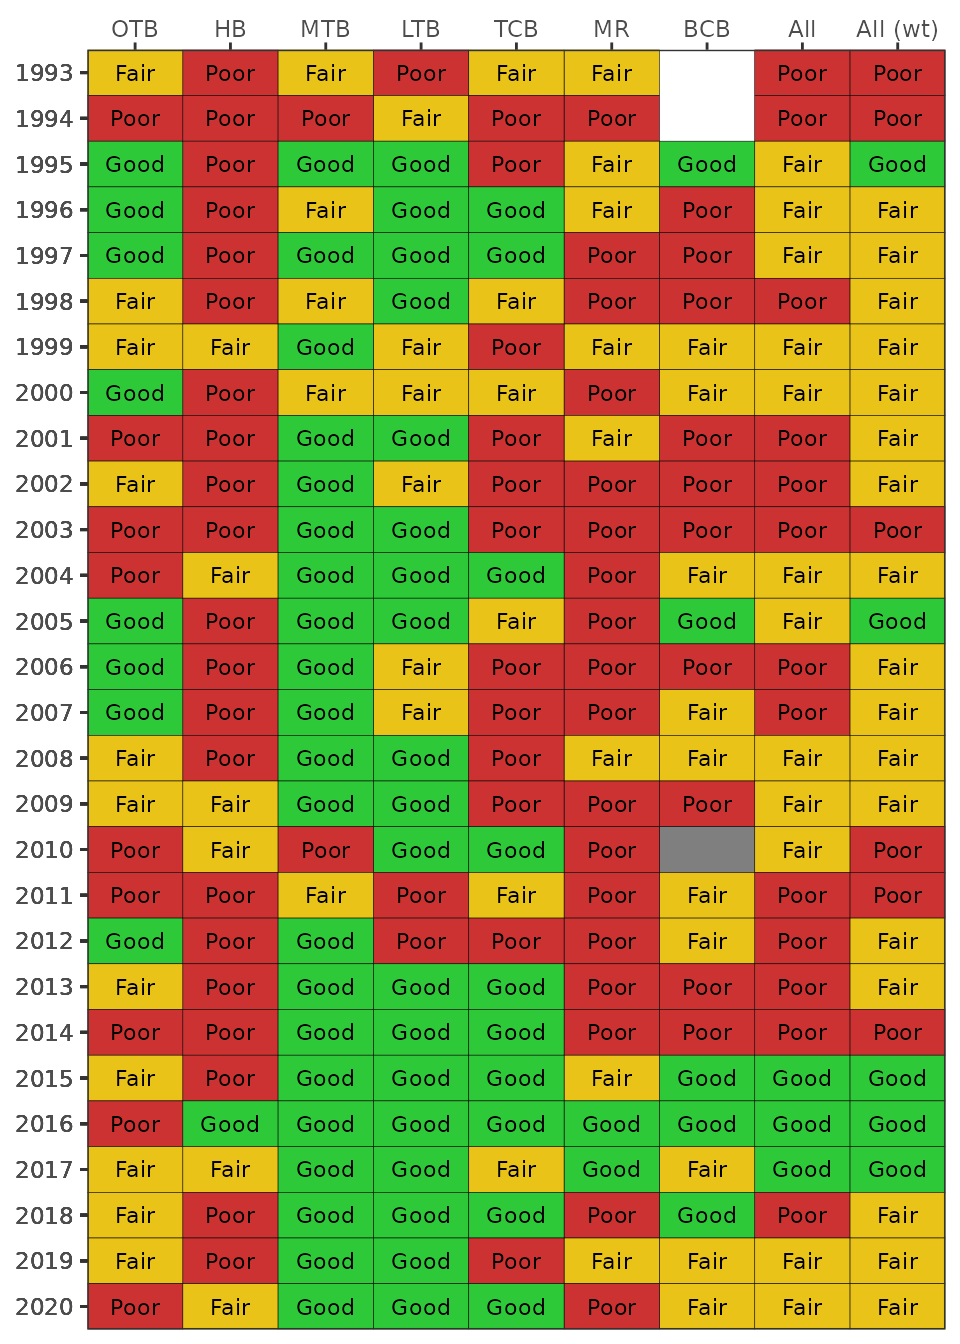 OTB HB MTB LTB TCB MR BCB All All (wt)
1993 Fair Poor Fair Poor Fair Fair Poor Poor
1994 Poor Poor Poor Fair Poor Poor Poor Poor
1995 Good Poor Good Good Poor Fair Good Fair Good
1996 Good Poor Fair Good Good Fair Poor Fair Fair
1997 Good Poor Good Good Good Poor Poor Fair Fair
1998 Fair Poor Fair Good Fair Poor Poor Poor Fair
1999 Fair Fair Good Fair Poor Fair Fair Fair Fair
2000 Good Poor Fair Fair Fair Poor Fair Fair Fair
2001 Poor Poor Good Good Poor Fair Poor Poor Fair
2002 Fair Poor Good Fair Poor Poor Poor Poor Fair
2003 Poor Poor Good Good Poor Poor Poor Poor Poor
2004 Poor Fair Good Good Good Poor Fair Fair Fair
2005 Good Poor Good Good Fair Poor Good Fair Good
2006 Good Poor Good Fair Poor Poor Poor Poor Fair
2007 Good Poor Good Fair Poor Poor Fair Poor Fair
2008 Fair Poor Good Good Poor Fair Fair Fair Fair
2009 Fair Fair Good Good Poor Poor Poor Fair Fair
2010 Poor Fair Poor Good Good Poor Fair Poor
2011 Poor Poor Fair Poor Fair Poor Fair Poor Poor
2012 Good Poor Good Poor Poor Poor Fair Poor Fair
2013 Fair Poor Good Good Good Poor Poor Poor Fair
2014 Poor Poor Good Good Good Poor Poor Poor Poor
2015 Fair Poor Good Good Good Fair Good Good Good
2016 Poor Good Good Good Good Good Good Good Good
2017 Fair Fair Good Good Fair Good Fair Good Good
2018 Fair Poor Good Good Good Poor Good Poor Fair
2019 Fair Poor Good Good Poor Fair Fair Fair Fair
2020 Poor Fair Good Good Good Poor Fair Fair Fair